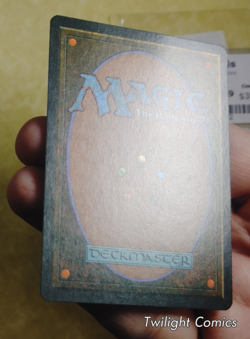 MAGIC
The Gathering
DECKMASTER
Twilight Comics